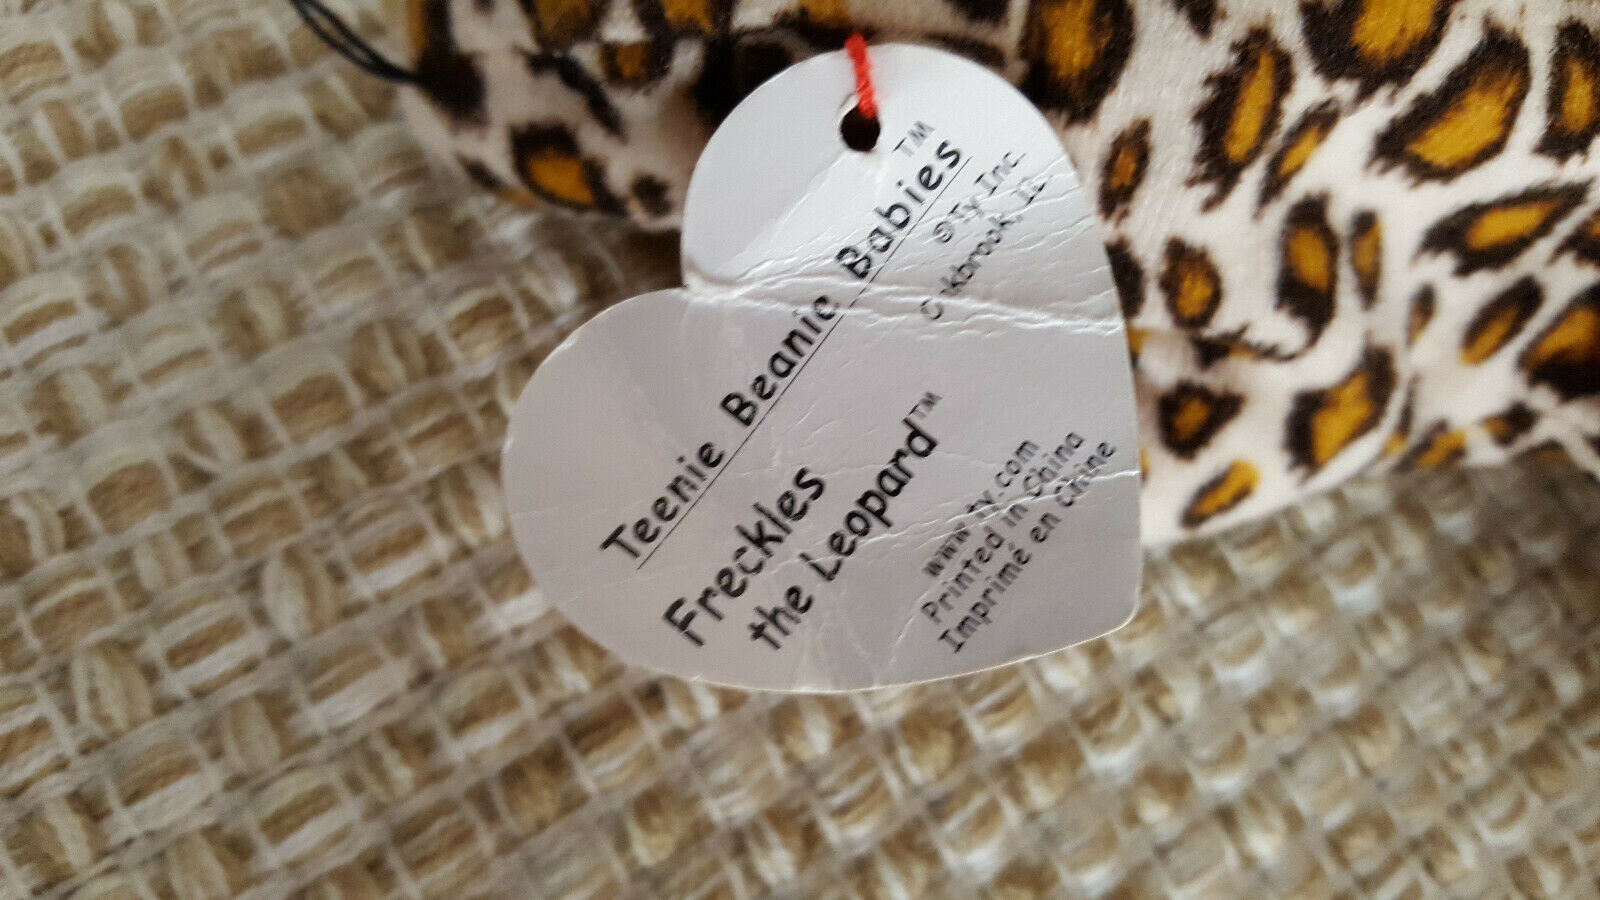 Teenie Beanie Babies™
©Ty Inc.
Oakbrook, IL
Freckles
the Leopard™
www.ty.com
Printed in China
Imprimé en Chine